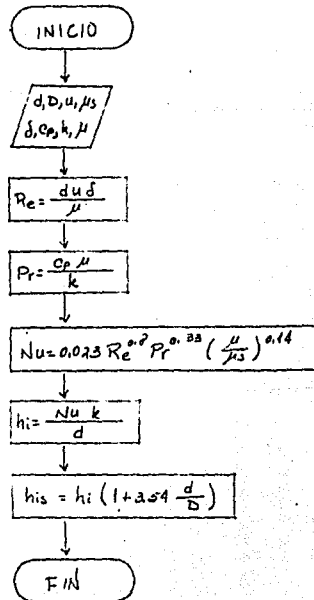 INICIO
d, D, u, μs
δ, cp, k, μ
Re = d u δ / μ
Pr = cp μ / k
Nu = 0.023 Re^0.8 Pr^0.33 (μ / μs)^0.14
hi = Nu k / d
his = hi (1 + 3.54 d / D)
FIN